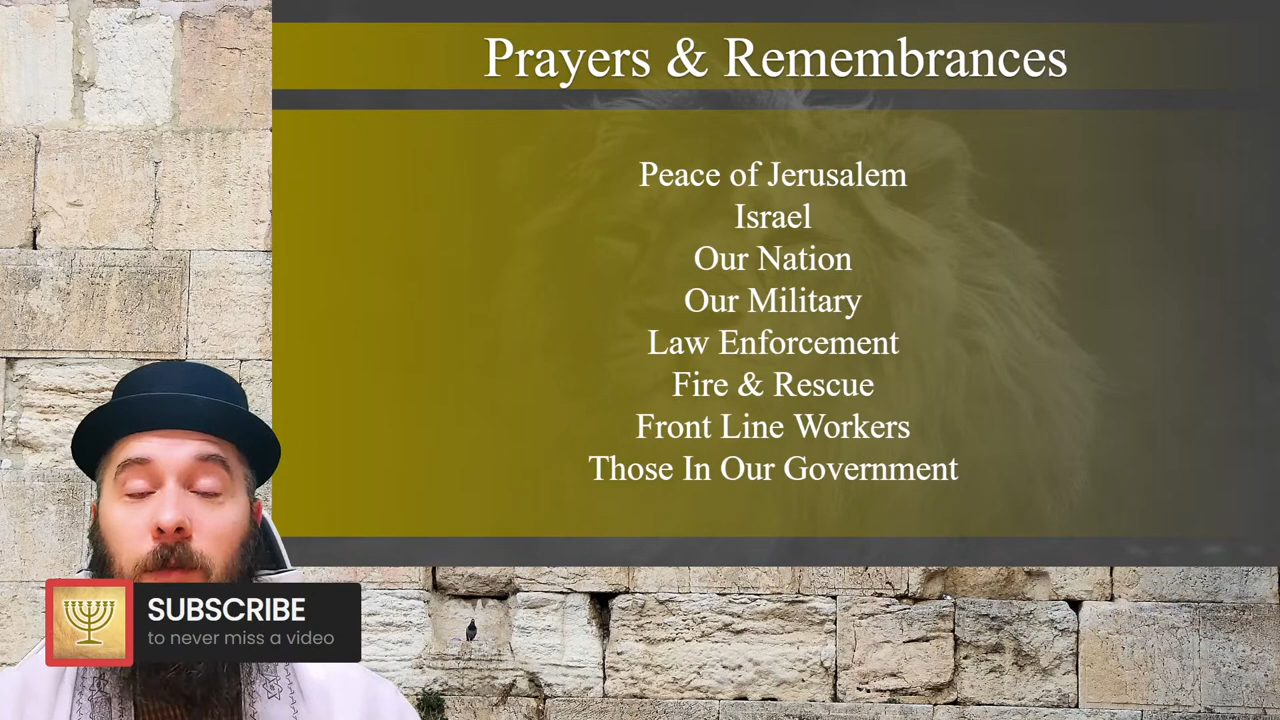 Prayers & Remembrances
Peace of Jerusalem
Israel
Our Nation
Our Military
Law Enforcement
Fire & Rescue
Front Line Workers
Those In Our Government
SUBSCRIBE
to never miss a video